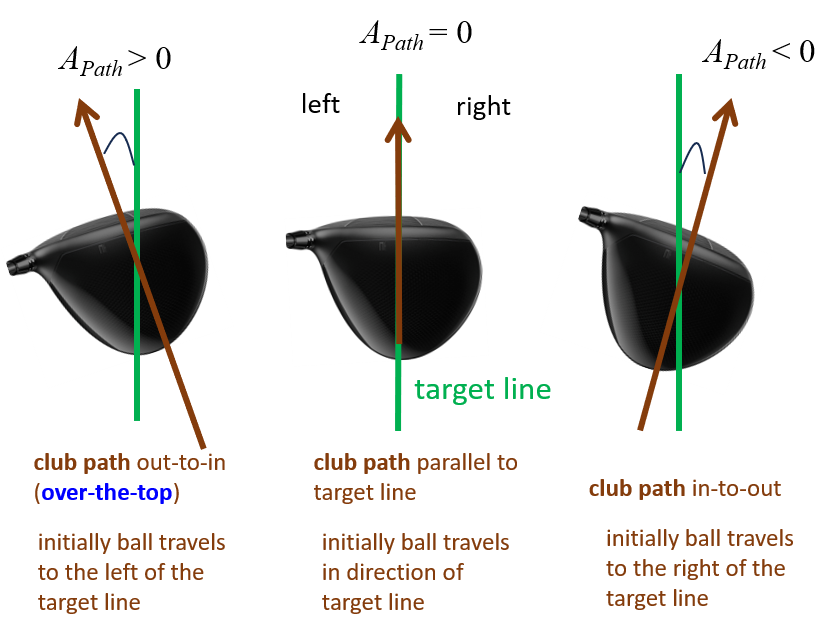 A_Path > 0
A_Path = 0
A_Path < 0
left
right
target line
club path out-to-in
(over-the-top)
initially ball travels
to the left of the
target line
club path parallel to
target line
initially ball travels
in direction of
target line
club path in-to-out
initially ball travels
to the right of the
target line